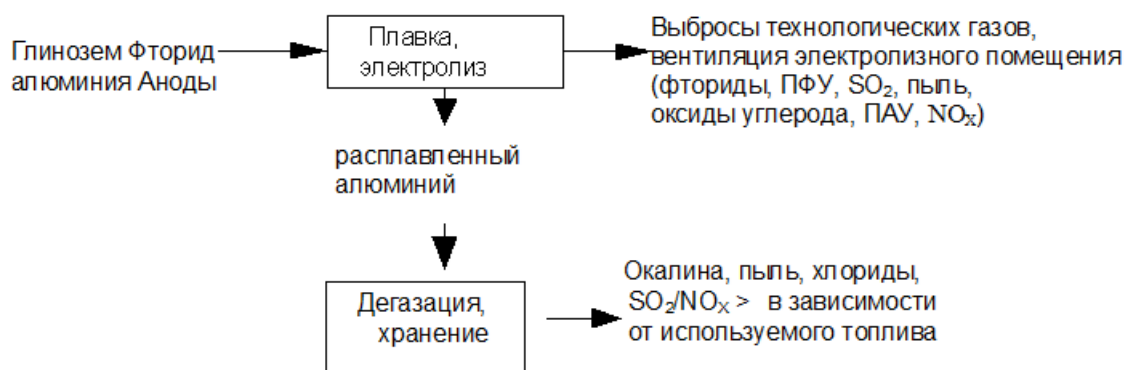 Глинозем Фторид
алюминия Аноды
Плавка,
электролиз
Выбросы технологических газов,
вентиляция электролизного помещения
(фториды, ПФУ, SO₂, пыль,
оксиды углерода, ПАУ, NOX)
расплавленный
алюминий
Дегазация,
хранение
Окалина, пыль, хлориды,
SO₂/NOX > в зависимости
от используемого топлива